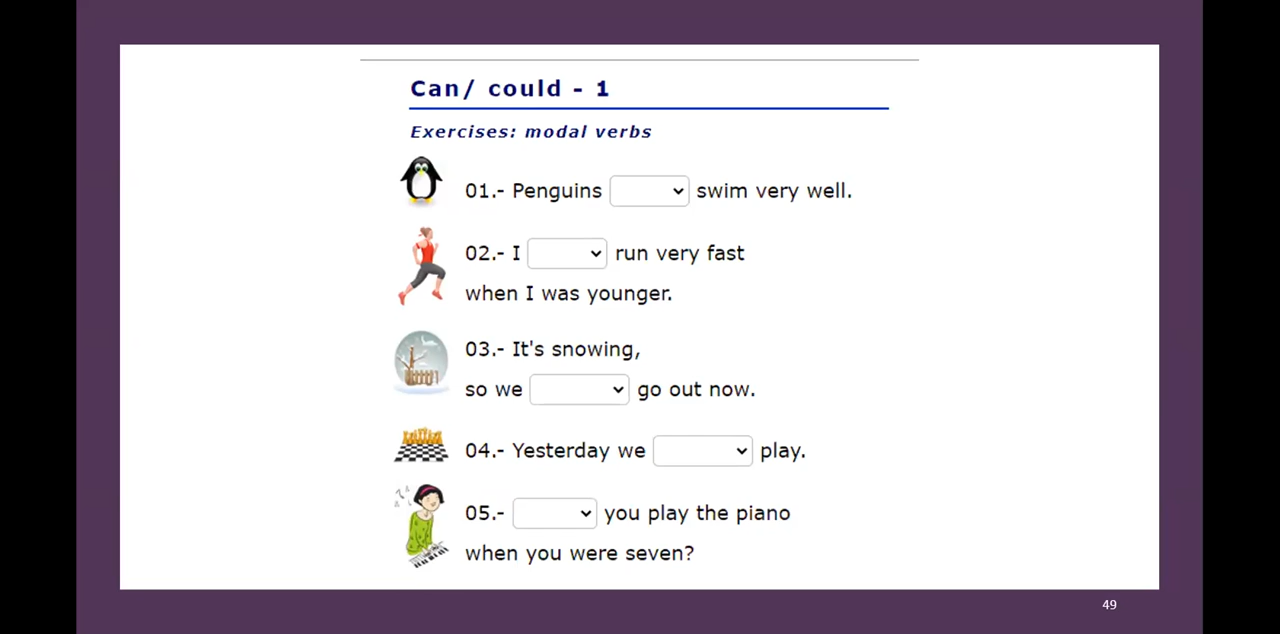 Can/ could - 1
Exercises: modal verbs
01.- Penguins swim very well.
02.- I run very fast
when I was younger.
03.- It's snowing,
so we go out now.
04.- Yesterday we play.
05.- you play the piano
when you were seven?
49